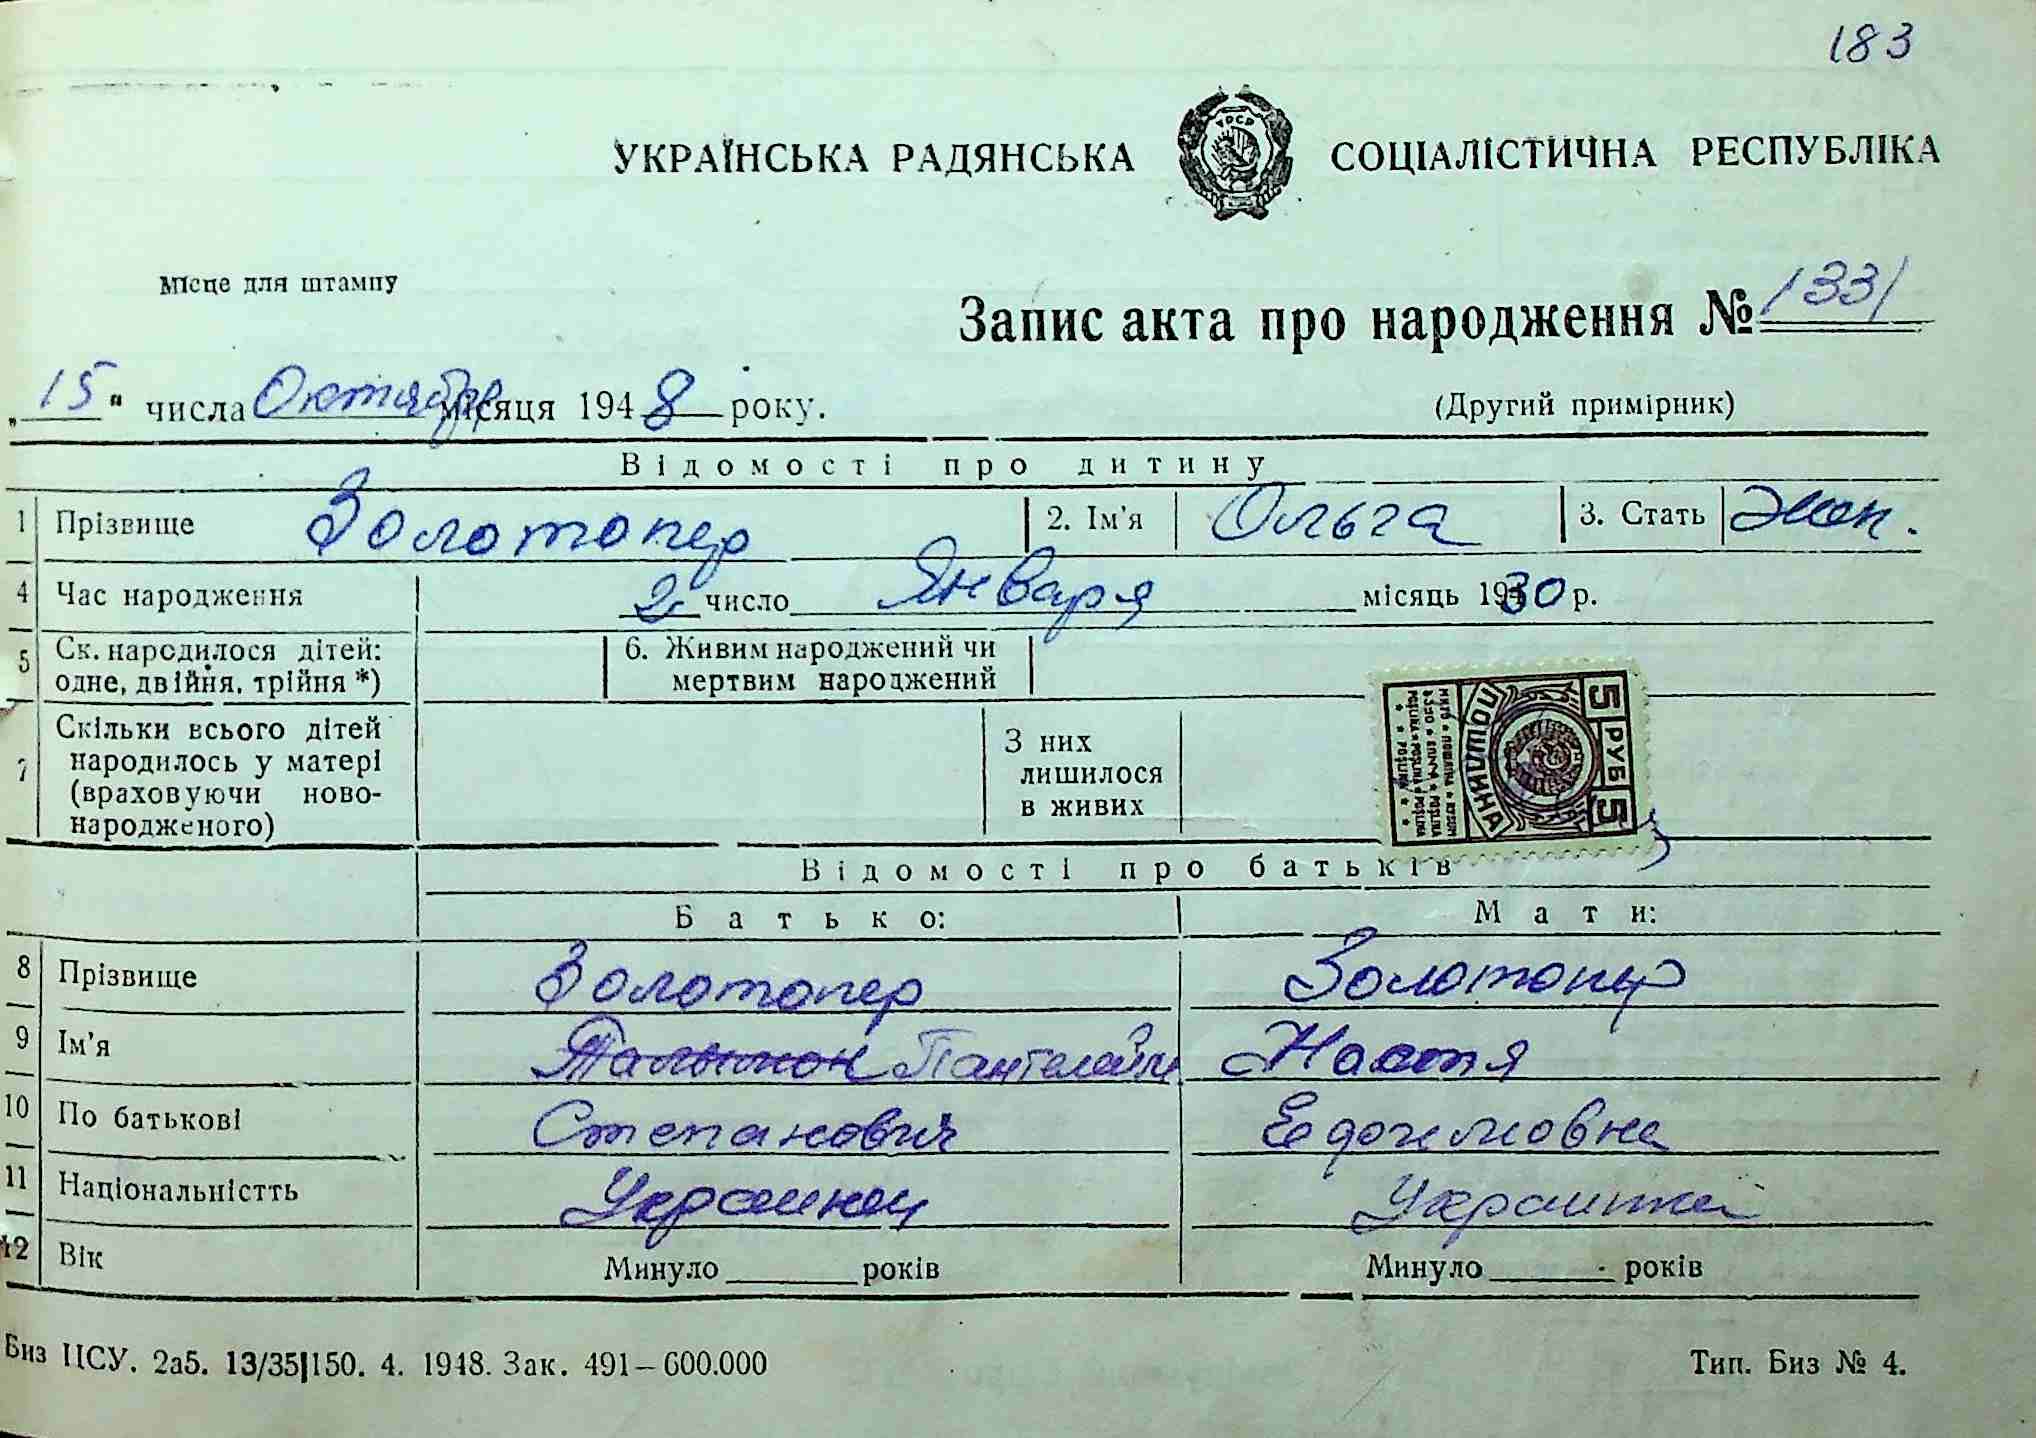 183
УКРАЇНСЬКА РАДЯНСЬКА СОЦІАЛІСТИЧНА РЕСПУБЛІКА
УРСР
Місце для штампу
Запис акта про народження № 1331
„15“ числа Октября місяця 1948 року.
(Другий примірник)
Відомості про дитину
1 Прізвище Золотопер 2. Ім'я Ольга 3. Стать Жен.
4 Час народження 2 число Января місяць 1930 р.
5 Ск. народилося дітей: одне, двійня, трійня *) 6. Живим народжений чи мертвим народжений
7 Скільки всього дітей народилось у матері (враховуючи новонародженого) З них лишилося в живих
5 РУБ 5
ПОШЛИНА
Відомості про батьків
Батько: Мати:
8 Прізвище Золотопер Золотопер
9 Ім'я Пантелей Настя
10 По батькові Степанович
11 Національністть Украинец Украинка
12 Вік Минуло років Минуло років
Биз ЦСУ. 2а5. 13/35|150. 4. 1948. Зак. 491—600.000
Тип. Биз № 4.